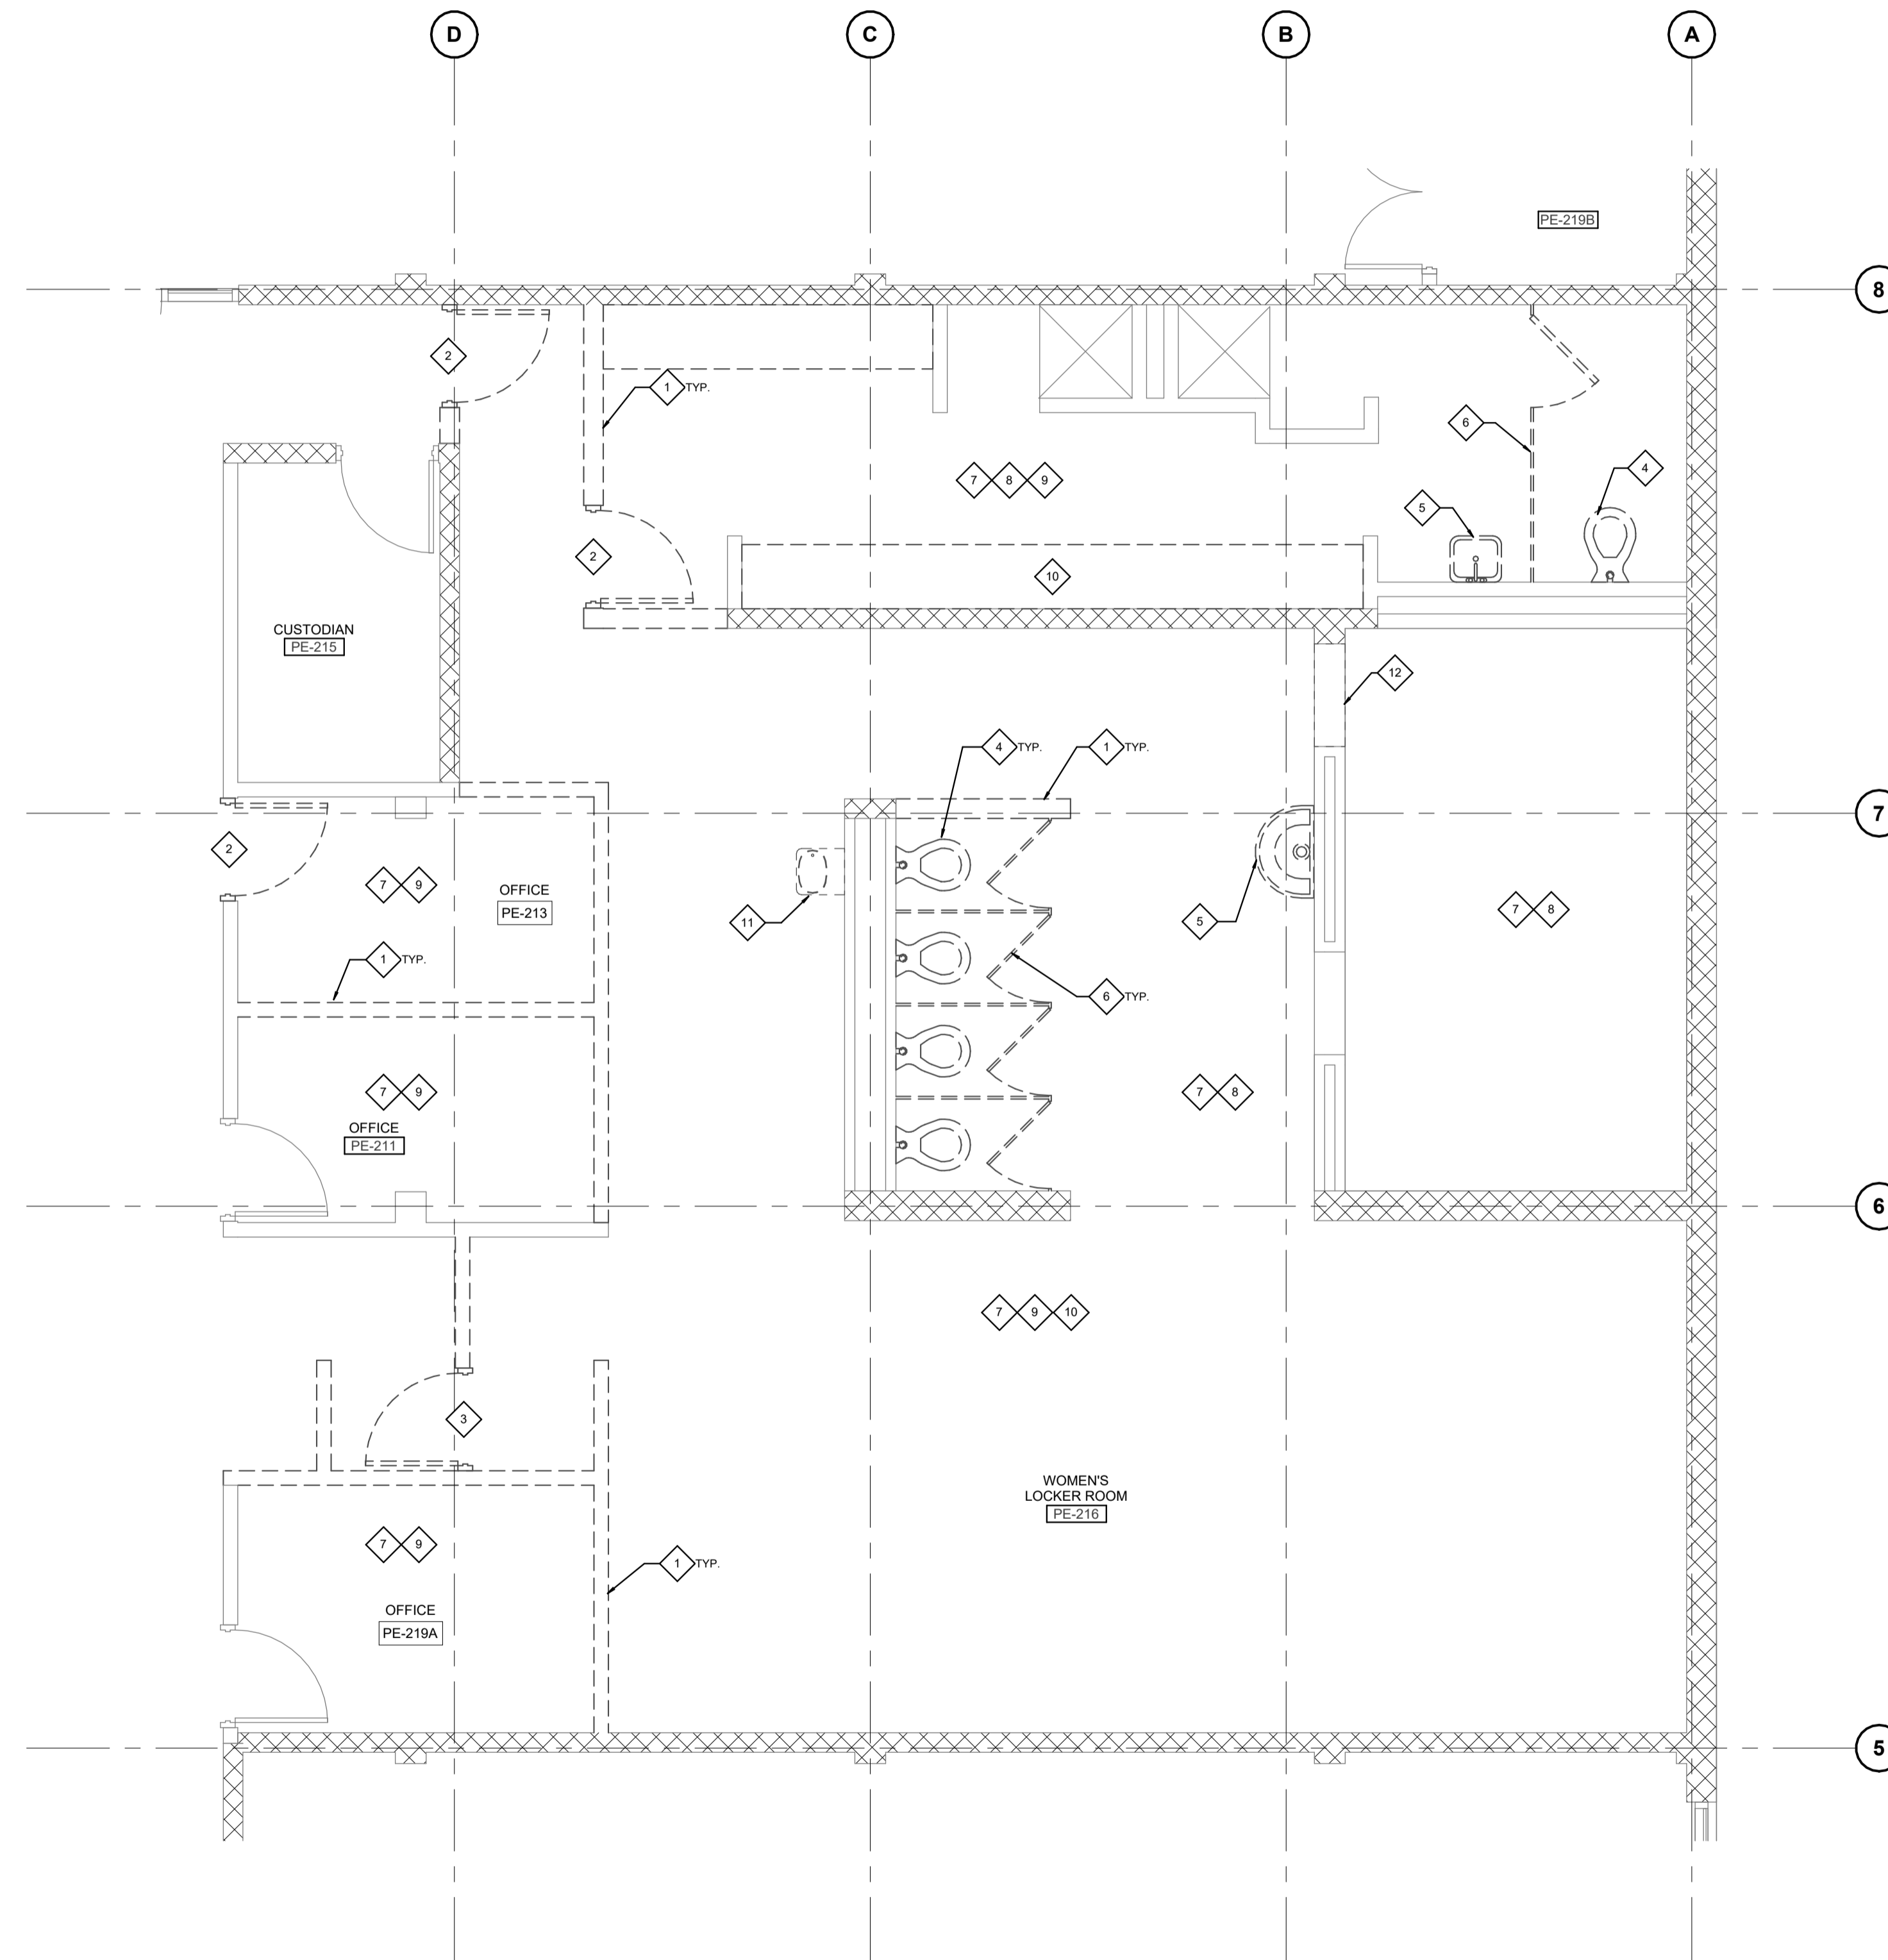 D C B A
PE-219B
8
2
1 TYP.
6
7 8 9
4
5
2
10
CUSTODIAN
PE-215
12
4 TYP.
1 TYP.
7
2
7 9
OFFICE
PE-213
7 8
11
5
1 TYP.
6 TYP.
7 9
7 8
OFFICE
PE-211
6
7 9 10
3
WOMEN'S
LOCKER ROOM
PE-216
7 9
1 TYP.
OFFICE
PE-219A
5